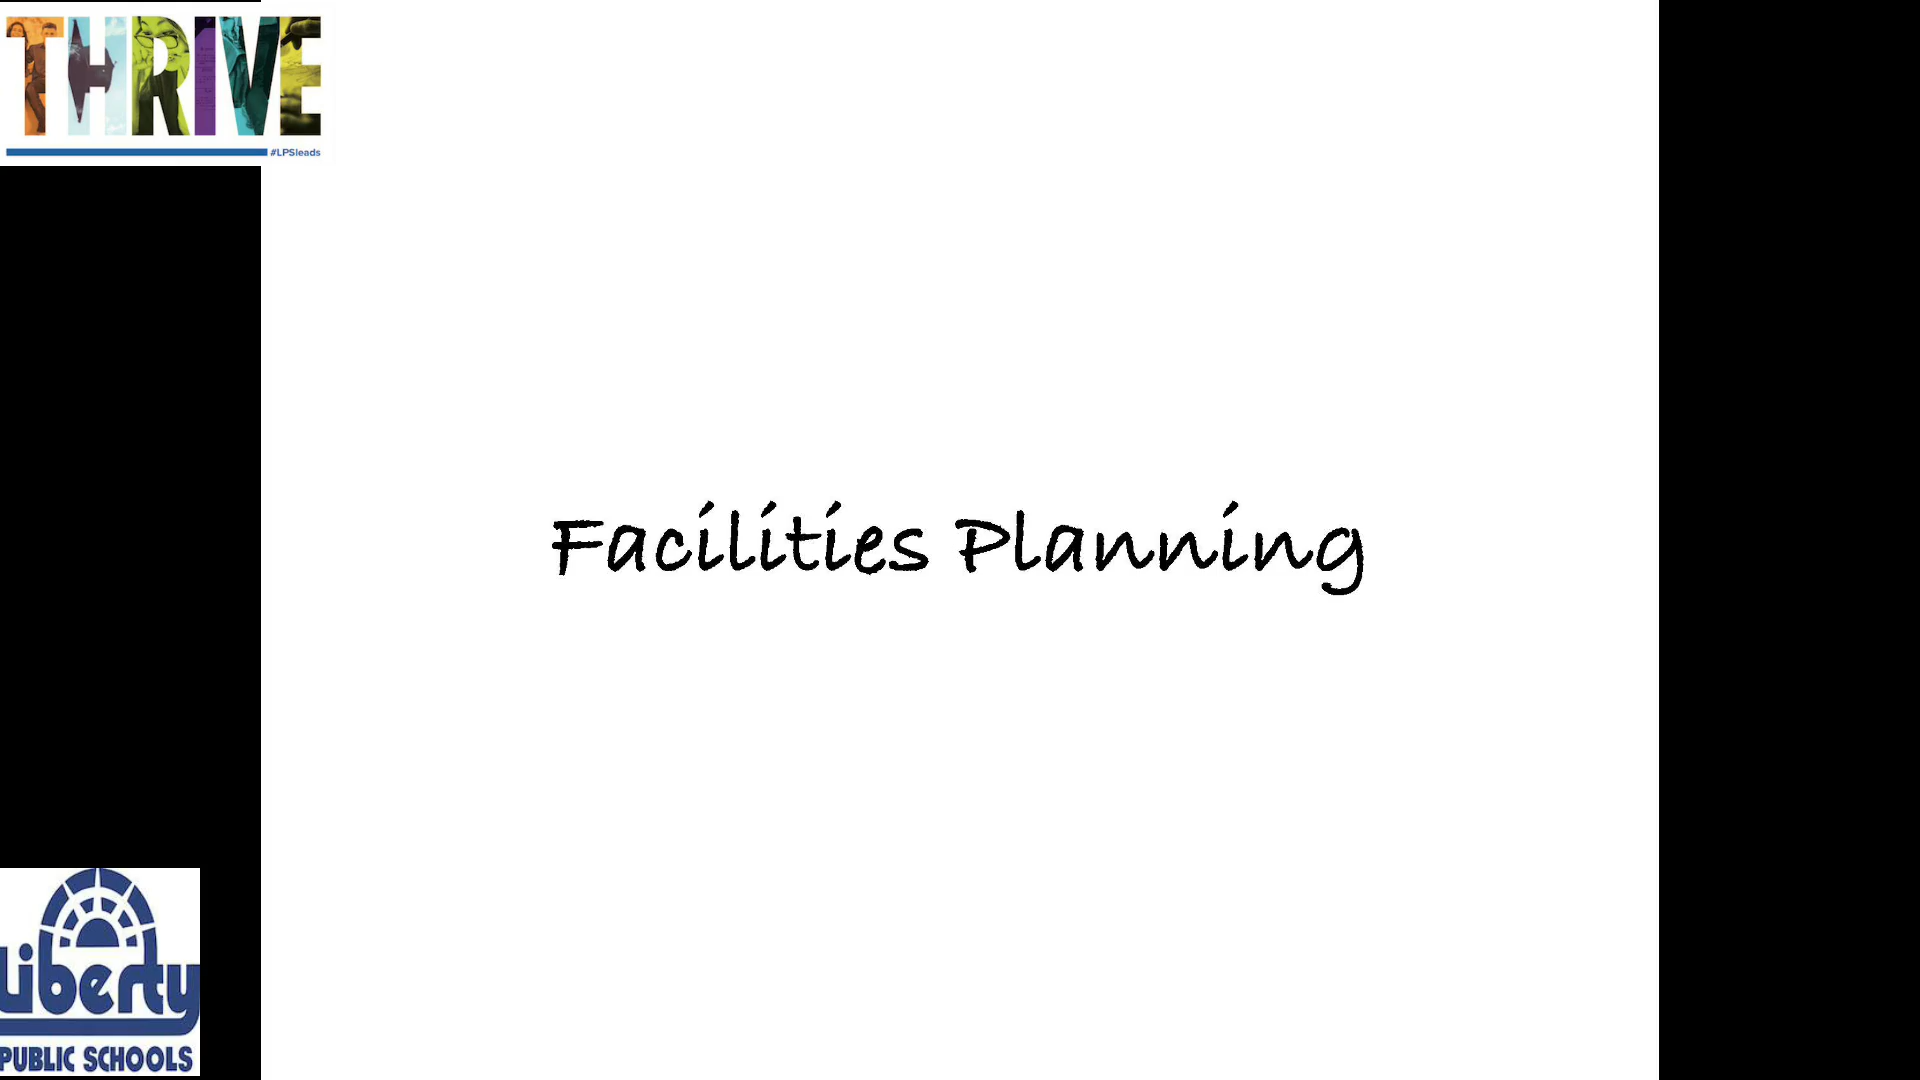 THRIVE
#LPSleads
Facilities Planning
Liberty
PUBLIC SCHOOLS